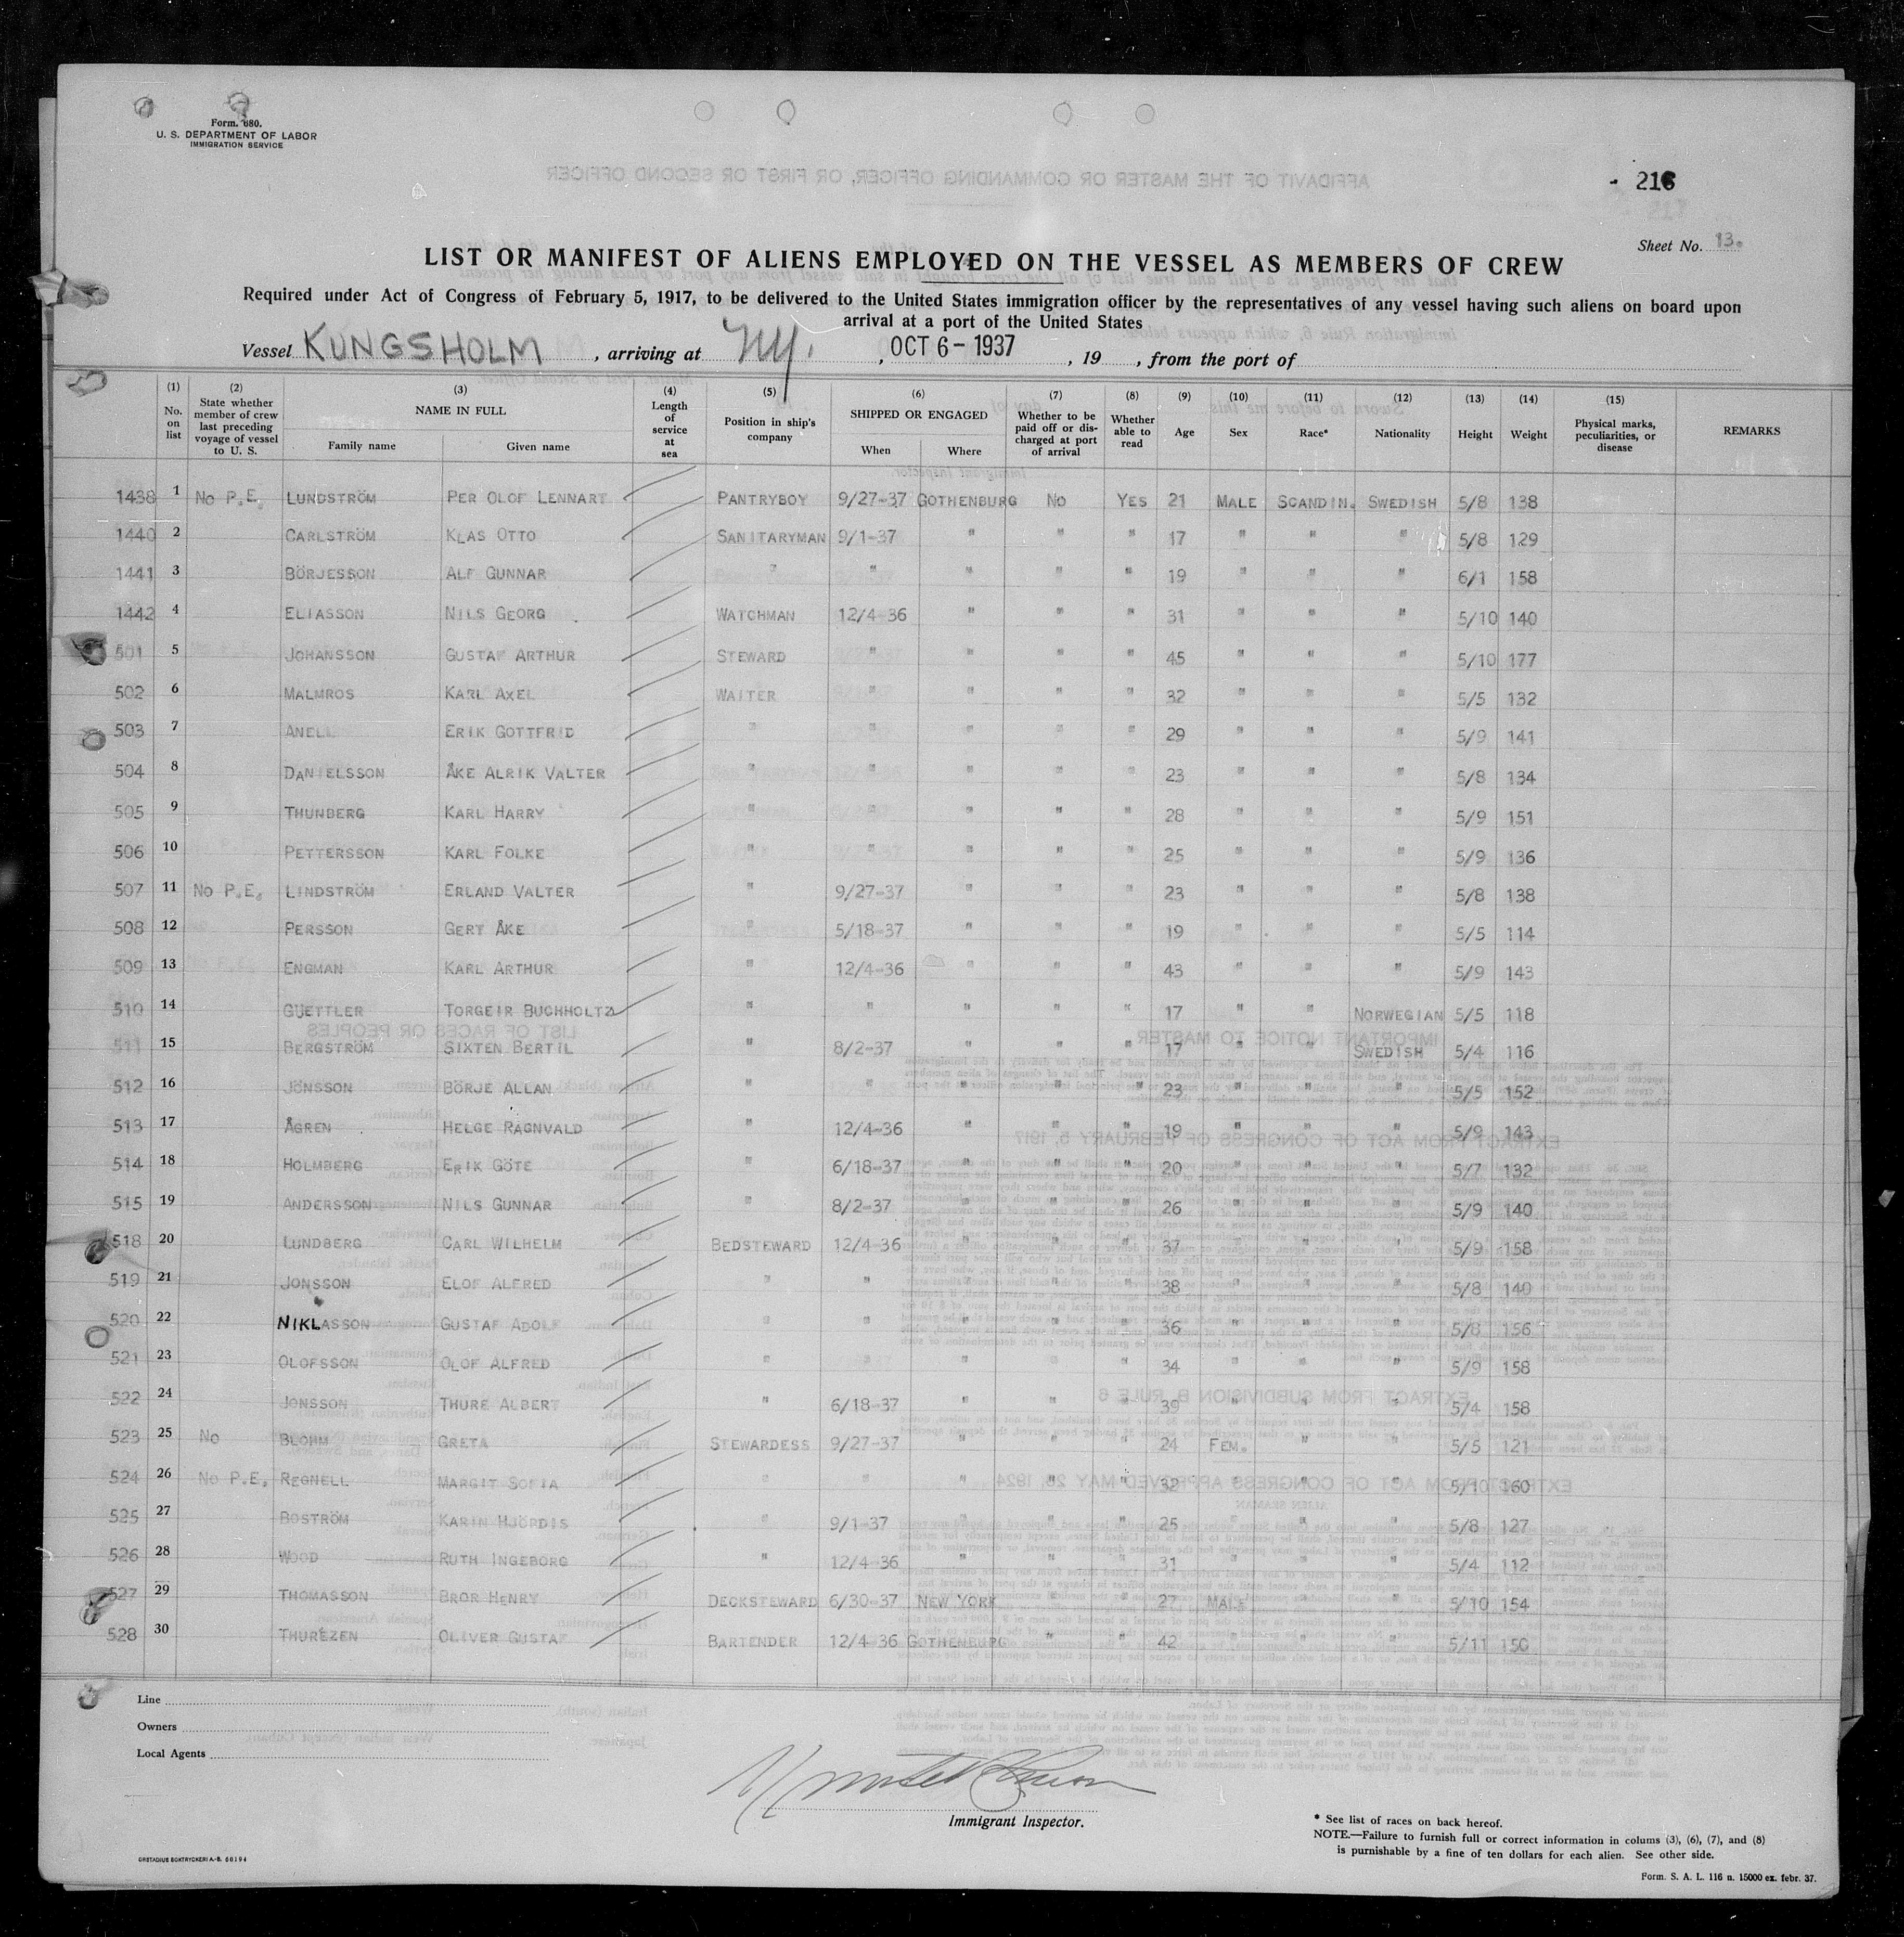 Form. 680.
U. S. DEPARTMENT OF LABOR
IMMIGRATION SERVICE
216
Sheet No. 13.
LIST OR MANIFEST OF ALIENS EMPLOYED ON THE VESSEL AS MEMBERS OF CREW
Required under Act of Congress of February 5, 1917, to be delivered to the United States immigration officer by the representatives of any vessel having such aliens on board upon
arrival at a port of the United States
Vessel KUNGSHOLM, arriving at N.Y., OCT 6 - 1937, 19 , from the port of
(1) No. on list (2) State whether member of crew last preceding voyage of vessel to U. S. (3) NAME IN FULL Family name Given name (4) Length of service at sea (5) Position in ship's company (6) SHIPPED OR ENGAGED When Where (7) Whether to be paid off or discharged at port of arrival (8) Whether able to read (9) Age (10) Sex (11) Race* (12) Nationality (13) Height (14) Weight (15) Physical marks, peculiarities, or disease REMARKS
1438 1 NO P.E. LUNDSTRÖM PER OLOF LENNART PANTRYBOY 9/27-37 GOTHENBURG NO YES 21 MALE SCANDIN. SWEDISH 5/8 138
1440 2 CARLSTRÖM KLAS OTTO SANITARYMAN 9/1-37 " " " 17 " " " 5/8 129
1441 3 BÖRJESSON ALF GUNNAR " " " " " 19 " " " 6/1 158
1442 4 ELIASSON NILS GEORG WATCHMAN 12/4-36 " " " 31 " " " 5/10 140
501 5 JOHANSSON GUSTAF ARTHUR STEWARD " " " " 45 " " " 5/10 177
502 6 MALMROS KARL AXEL WAITER " " " " 32 " " " 5/5 132
503 7 ANELL ERIK GOTTFRID " " " " " 29 " " " 5/9 141
504 8 DANIELSSON ÅKE ALRIK VALTER " " " " " 23 " " " 5/8 134
505 9 THUNBERG KARL HARRY " " " " " 28 " " " 5/9 151
506 10 PETTERSSON KARL FOLKE " " " " " 25 " " " 5/9 136
507 11 NO P.E. LINDSTRÖM ERLAND VALTER " 9/27-37 " " " 23 " " " 5/8 138
508 12 PERSSON GERT ÅKE " 5/18-37 " " " 19 " " " 5/5 114
509 13 ENGMAN KARL ARTHUR " 12/4-36 " " " 43 " " " 5/9 143
510 14 GUETTLER TORGEIR BUCHHOLTZ " " " " " 17 " " NORWEGIAN 5/5 118
511 15 BERGSTRÖM SIXTEN BERTIL " 8/2-37 " " " 17 " " SWEDISH 5/4 116
512 16 JÖNSSON BÖRJE ALLAN " " " " " 23 " " " 5/5 152
513 17 ÅGREN HELGE RAGNVALD " 12/4-36 " " " 19 " " " 5/9 143
514 18 HOLMBERG ERIK GÖTE " 6/18-37 " " " 20 " " " 5/7 132
515 19 ANDERSSON NILS GUNNAR " 8/2-37 " " " 26 " " " 5/9 140
518 20 LUNDBERG CARL WILHELM BEDSTEWARD 12/4-36 " " " 37 " " " 5/9 158
519 21 JONSSON ELOF ALFRED " " " " " 38 " " " 5/8 140
520 22 NIKLASSON GUSTAF ADOLF " " " " " 36 " " " 5/8 156
521 23 OLOFSSON OLOF ALFRED " " " " " 34 " " " 5/9 158
522 24 JONSSON THURE ALBERT " 6/18-37 " " " 39 " " " 5/4 158
523 25 NO BLOHM GRETA STEWARDESS 9/27-37 " " " 24 FEM. " " 5/5 121
524 26 NO P.E. REGNELL MARGIT SOFIA " " " " " 32 " " " 5/10 160
525 27 BOSTRÖM KARIN HJÖRDIS " 9/1-37 " " " 25 " " " 5/8 127
526 28 WOOD RUTH INGEBORG " 12/4-36 " " " 31 " " " 5/4 112
527 29 THOMASSON BROR HENRY DECKSTEWARD 6/30-37 NEW YORK " " 27 MALE " " 5/10 154
528 30 THUREZEN OLIVER GUSTAF BARTENDER 12/4-36 GOTHENBURG " " 42 " " " 5/11 150
Line
Owners
Local Agents
Immigrant Inspector.
* See list of races on back hereof.
NOTE.—Failure to furnish full or correct information in colums (3), (6), (7), and (8)
is punishable by a fine of ten dollars for each alien. See other side.
ORSTADIUS BOKTRYCKERI A.-B. 68194
Form. S. A. L. 116 n. 15000 ex. febr. 37.